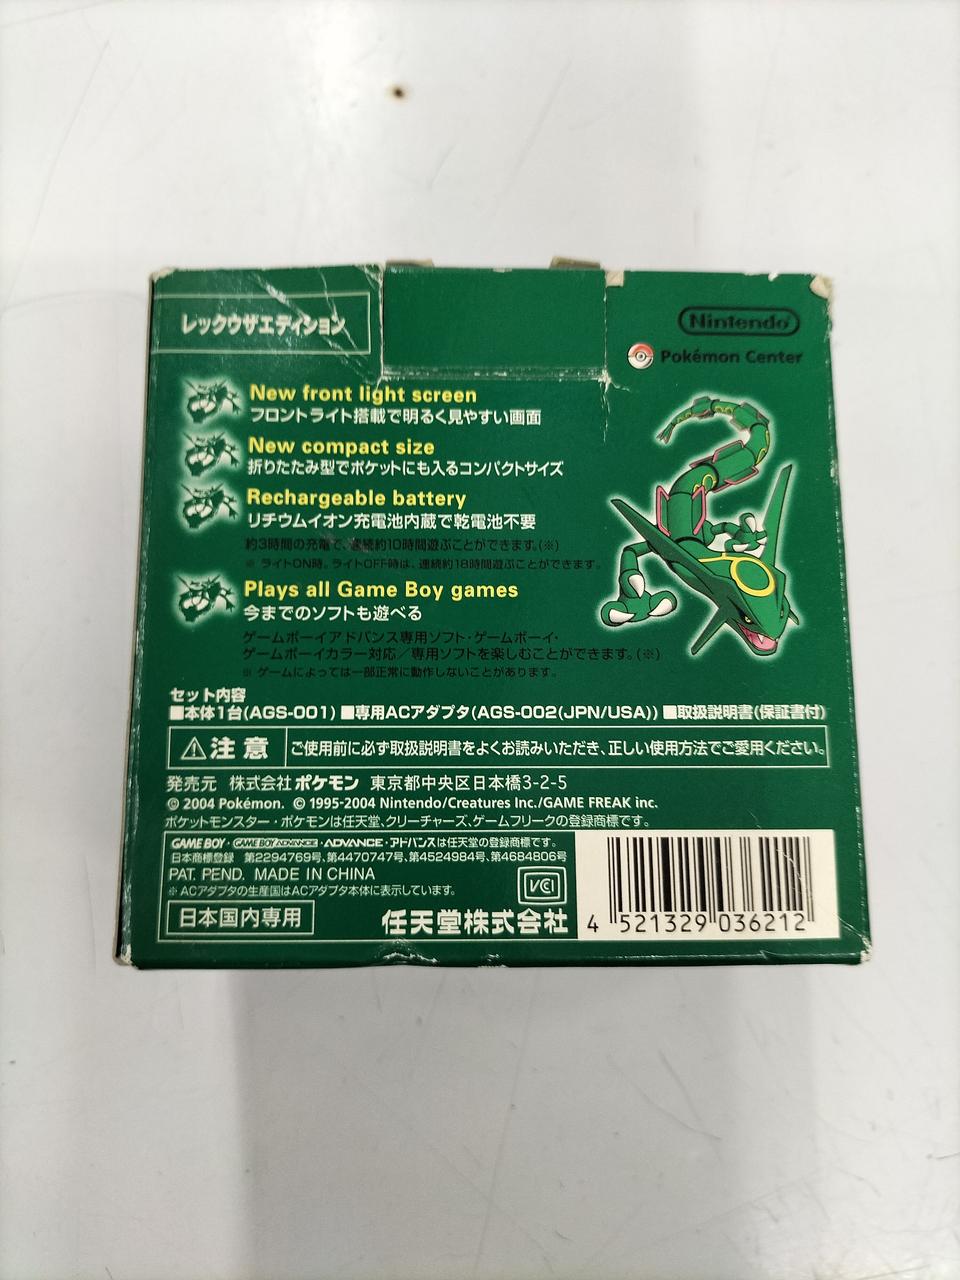 レックウザエディション
Nintendo
Pokémon Center
New front light screen
フロントライト搭載で明るく見やすい画面
New compact size
折りたたみ型でポケットにも入るコンパクトサイズ
Rechargeable battery
リチウムイオン充電池内蔵で乾電池不要
約3時間の充電で、連続約10時間遊ぶことができます。(※)
※ ライトON時。ライトOFF時は、連続約18時間遊ぶことができます。
Plays all Game Boy games
今までのソフトも遊べる
ゲームボーイアドバンス専用ソフト・ゲームボーイ・
ゲームボーイカラー対応／専用ソフトを楽しむことができます。(※)
※ ゲームによっては一部正常に動作しないことがあります。
セット内容
■本体1台(AGS-001) ■専用ACアダプタ(AGS-002(JPN/USA)) ■取扱説明書(保証書付)
⚠注意 ご使用前に必ず取扱説明書をよくお読みいただき、正しい使用方法でご愛用ください。
発売元 株式会社ポケモン 東京都中央区日本橋3-2-5
© 2004 Pokémon. © 1995-2004 Nintendo/Creatures Inc./GAME FREAK inc.
ポケットモンスター・ポケモンは任天堂、クリーチャーズ、ゲームフリークの登録商標です。
GAME BOY・GAME BOY ADVANCE・ADVANCE・アドバンスは任天堂の登録商標です。
日本商標登録 第2294769号、第4470747号、第4524984号、第4684806号
PAT. PEND. MADE IN CHINA
※ ACアダプタの生産国はACアダプタ本体に表示しています。
VCI
日本国内専用
任天堂株式会社
4 521329 036212